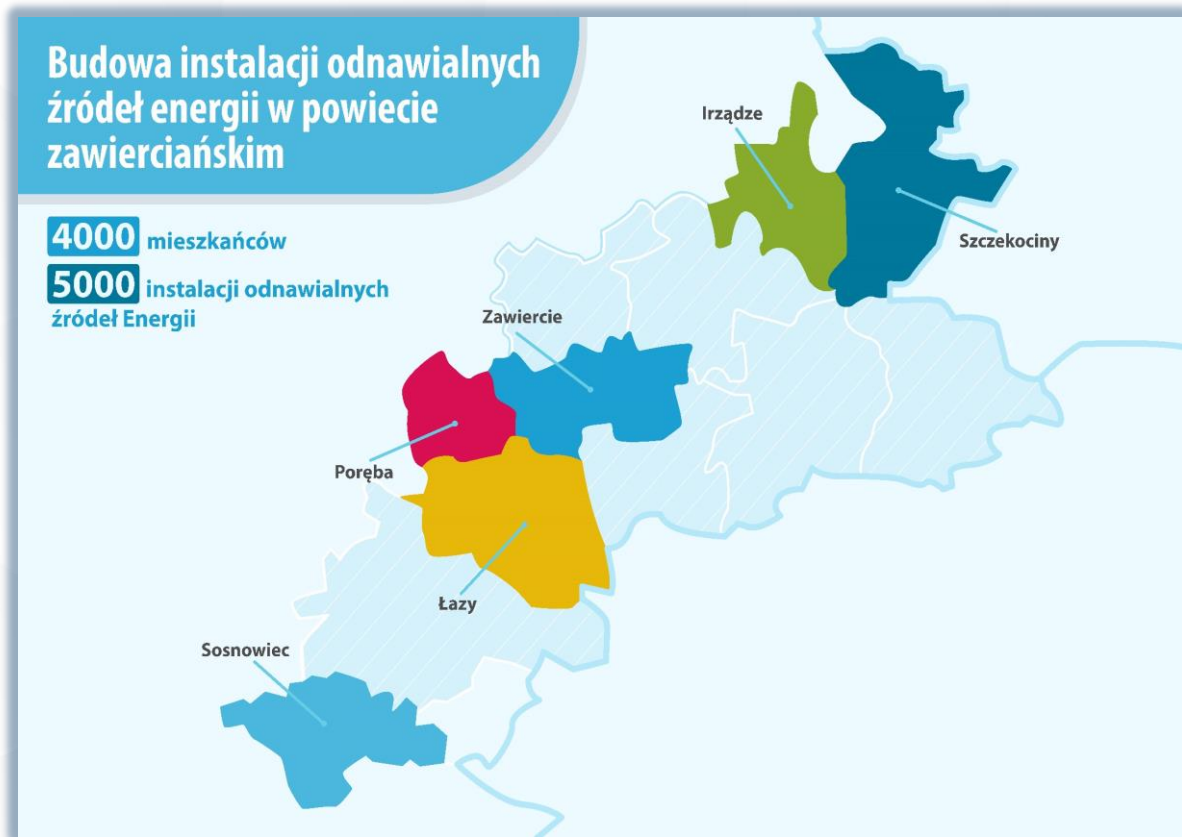 Budowa instalacji odnawialnych
źródeł energii w powiecie
zawierciańskim
4000 mieszkańców
5000 instalacji odnawialnych
źródeł Energii
Irządze
Szczekociny
Zawiercie
Poręba
Łazy
Sosnowiec